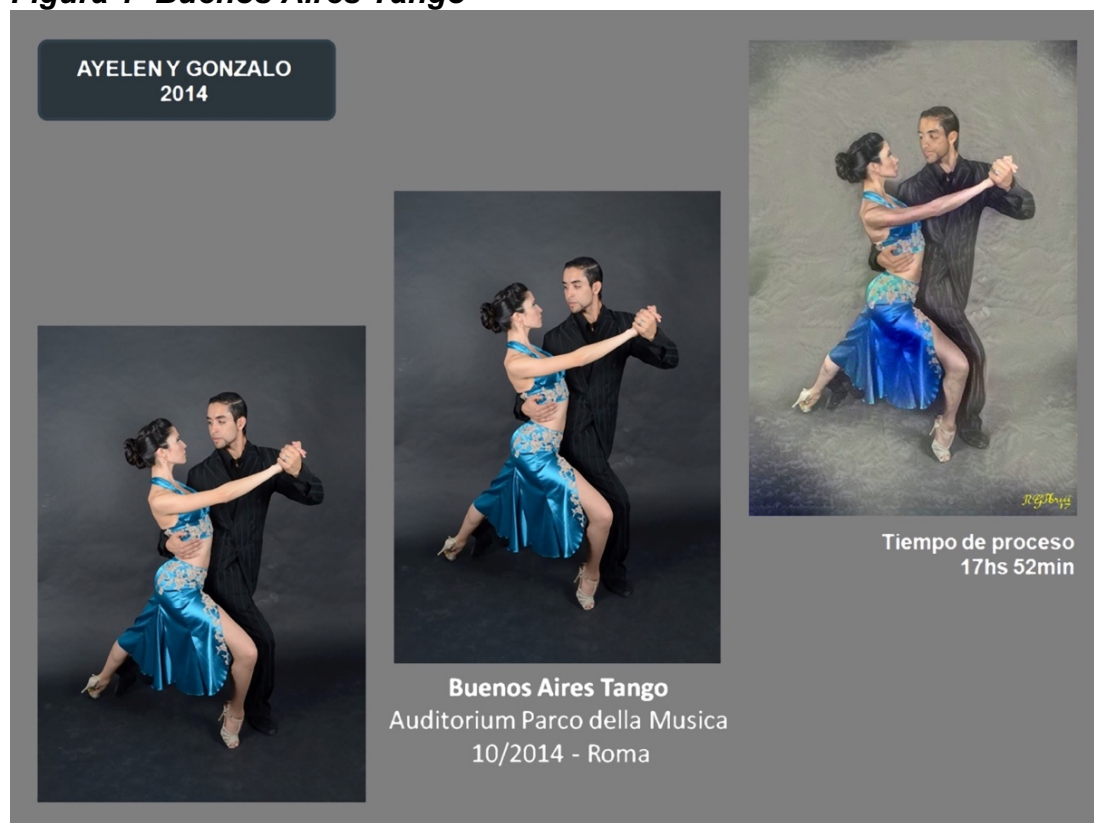 Figura Buenos Aires Tango
AYELEN Y GONZALO
2014
Tiempo de proceso
17hs 52min
Buenos Aires Tango
Auditorium Parco della Musica
10/2014 - Roma